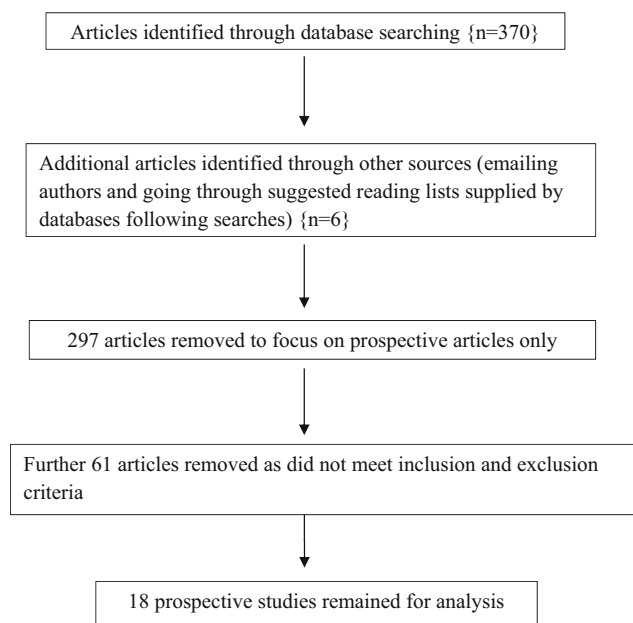 Articles identified through database searching {n=370}
Additional articles identified through other sources (emailing
authors and going through suggested reading lists supplied by
databases following searches) {n=6}
297 articles removed to focus on prospective articles only
Further 61 articles removed as did not meet inclusion and exclusion
criteria
18 prospective studies remained for analysis